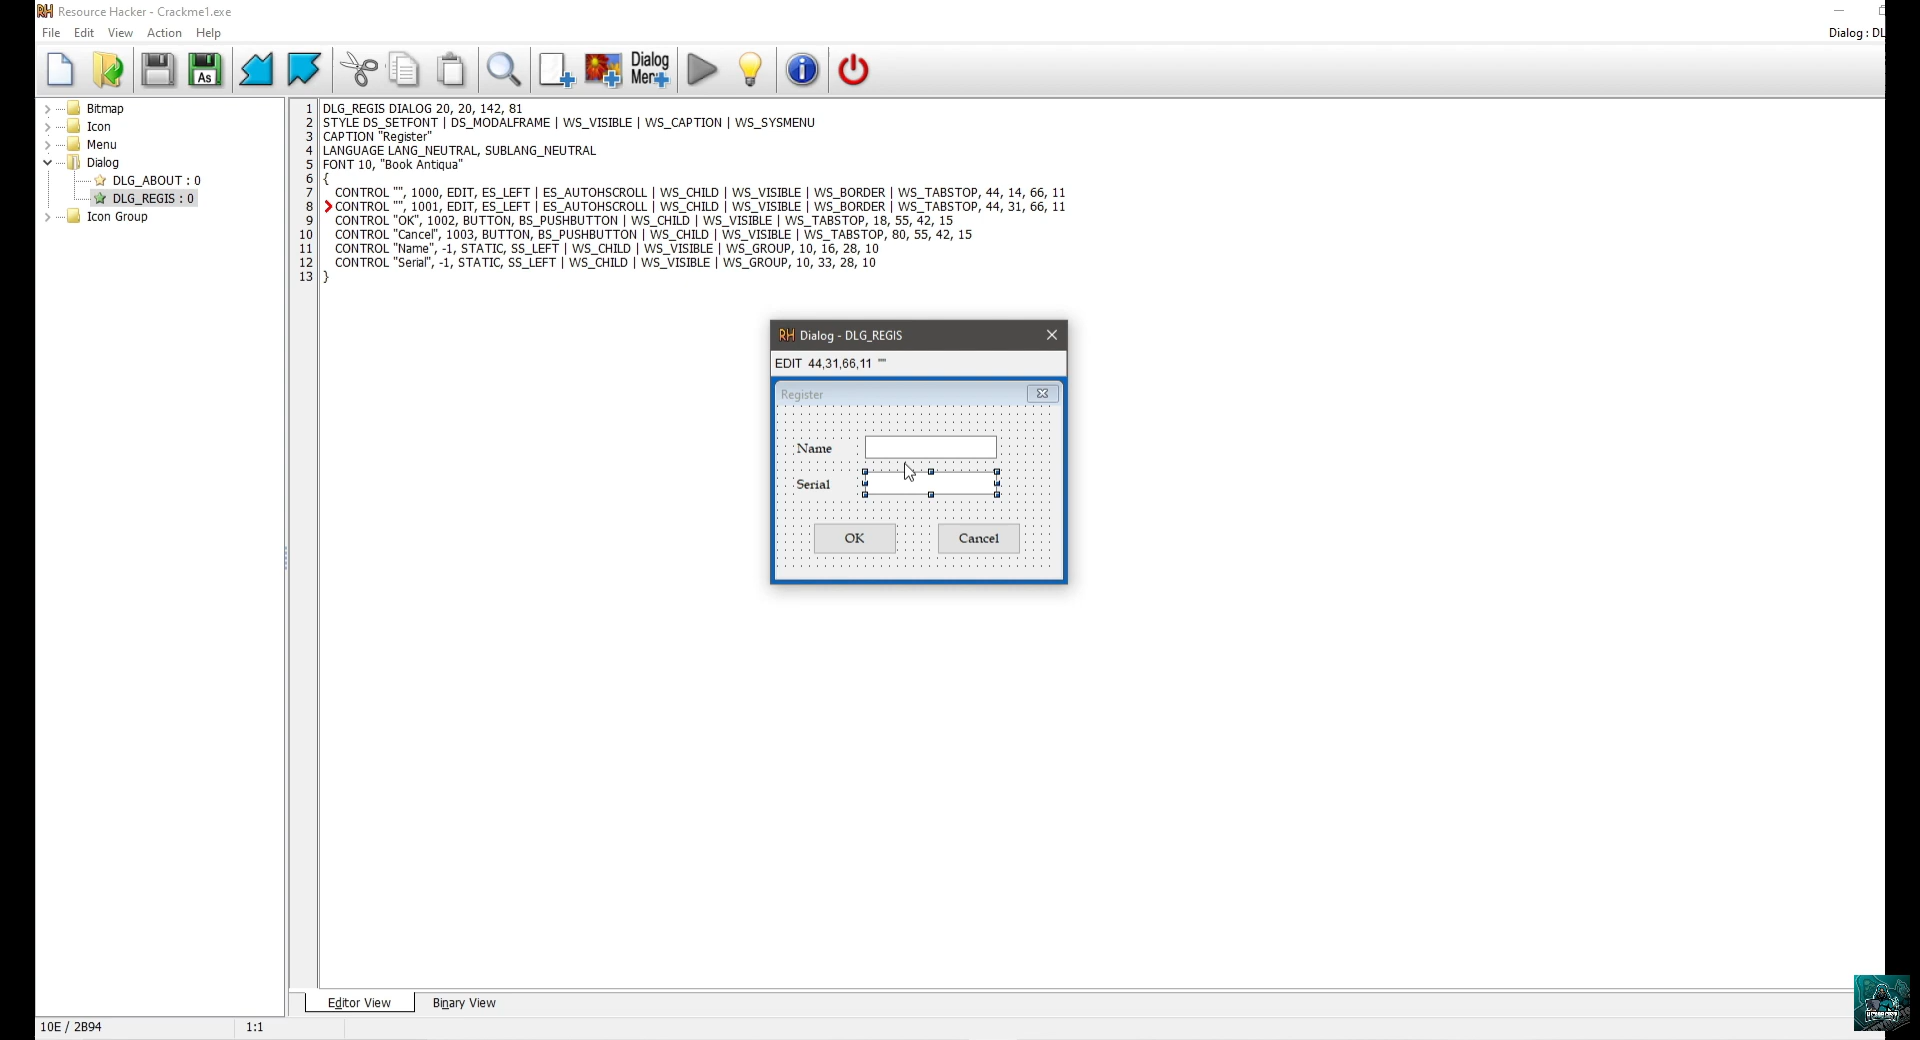 Resource Hacker - Crackme1.exe
File Edit View Action Help
Dialog : DL
As
Dialog
Menu
Bitmap
Icon
Menu
Dialog
DLG_ABOUT : 0
DLG_REGIS : 0
Icon Group
1 DLG_REGIS DIALOG 20, 20, 142, 81
2 STYLE DS_SETFONT | DS_MODALFRAME | WS_VISIBLE | WS_CAPTION | WS_SYSMENU
3 CAPTION "Register"
4 LANGUAGE LANG_NEUTRAL, SUBLANG_NEUTRAL
5 FONT 10, "Book Antiqua"
6 {
7 CONTROL "", 1000, EDIT, ES_LEFT | ES_AUTOHSCROLL | WS_CHILD | WS_VISIBLE | WS_BORDER | WS_TABSTOP, 44, 14, 66, 11
8 CONTROL "", 1001, EDIT, ES_LEFT | ES_AUTOHSCROLL | WS_CHILD | WS_VISIBLE | WS_BORDER | WS_TABSTOP, 44, 31, 66, 11
9 CONTROL "OK", 1002, BUTTON, BS_PUSHBUTTON | WS_CHILD | WS_VISIBLE | WS_TABSTOP, 18, 55, 42, 15
10 CONTROL "Cancel", 1003, BUTTON, BS_PUSHBUTTON | WS_CHILD | WS_VISIBLE | WS_TABSTOP, 80, 55, 42, 15
11 CONTROL "Name", -1, STATIC, SS_LEFT | WS_CHILD | WS_VISIBLE | WS_GROUP, 10, 16, 28, 10
12 CONTROL "Serial", -1, STATIC, SS_LEFT | WS_CHILD | WS_VISIBLE | WS_GROUP, 10, 33, 28, 10
13 }
RH Dialog - DLG_REGIS
EDIT 44,31,66,11 ""
Register
Name
Serial
OK Cancel
Editor View Binary View
10E / 2B94 1:1